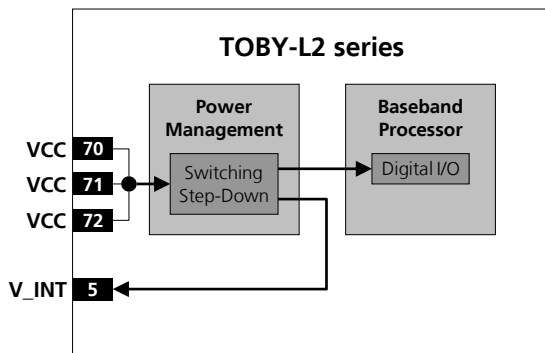 TOBY-L2 series
Power
Management
Baseband
Processor
VCC 70
VCC 71
VCC 72
Switching
Step-Down
Digital I/O
V_INT 5